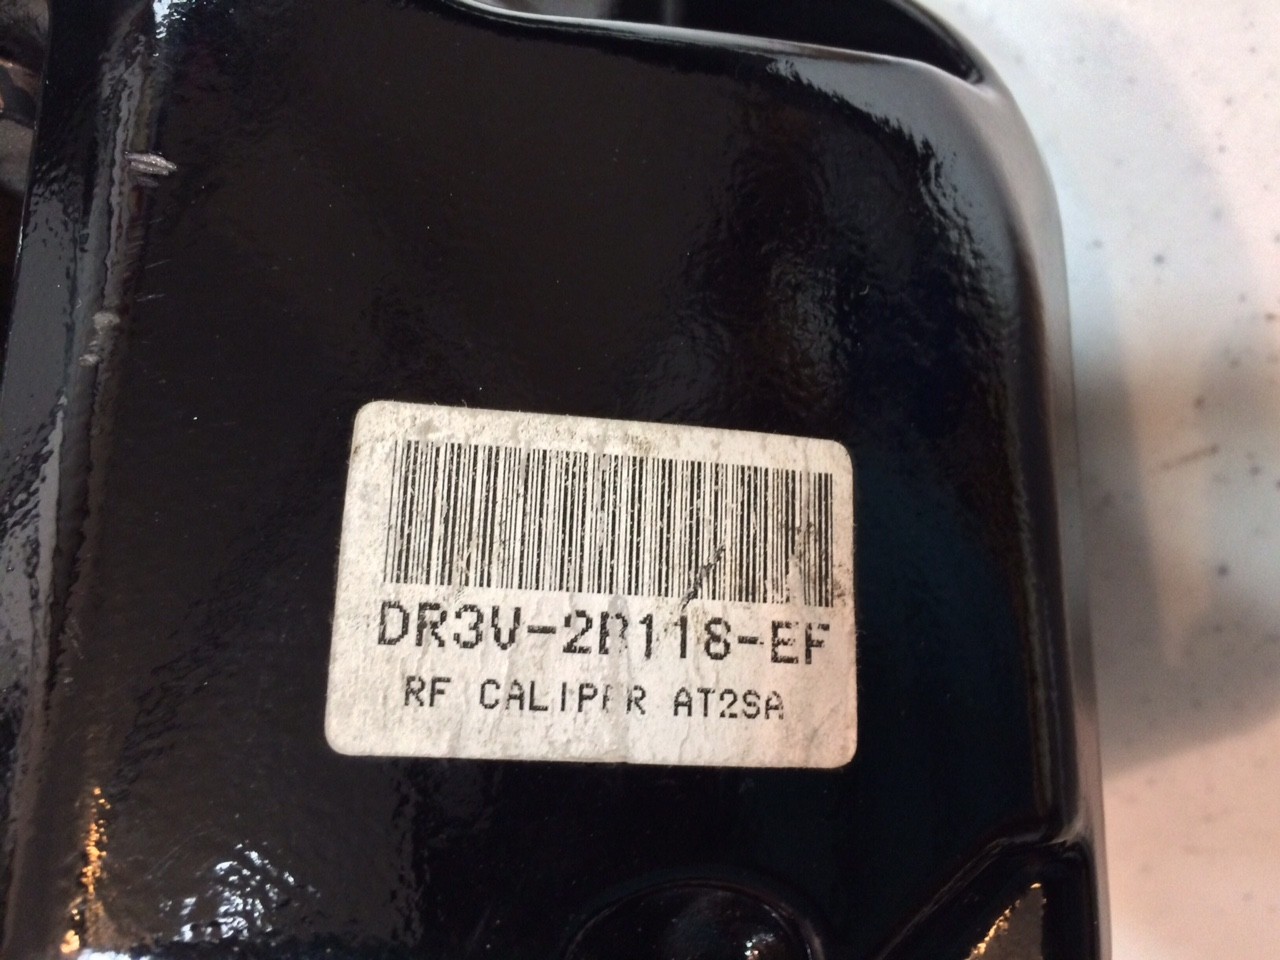 DR3V-2B118-EF
RF CALIPER AT2SA